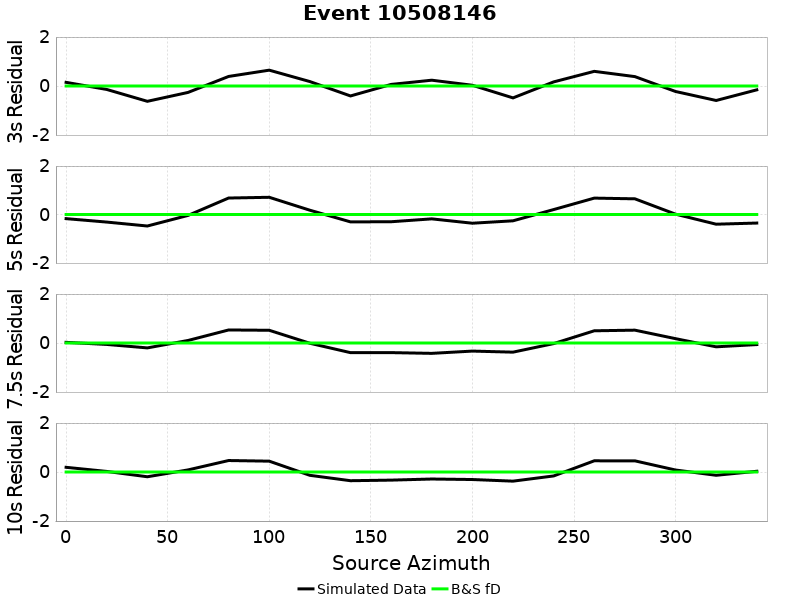 Event 10508146
3s Residual
2
0
-2
5s Residual
2
0
-2
7.5s Residual
2
0
-2
10s Residual
2
0
-2
0 50 100 150 200 250 300
Source Azimuth
Simulated Data B&S fD